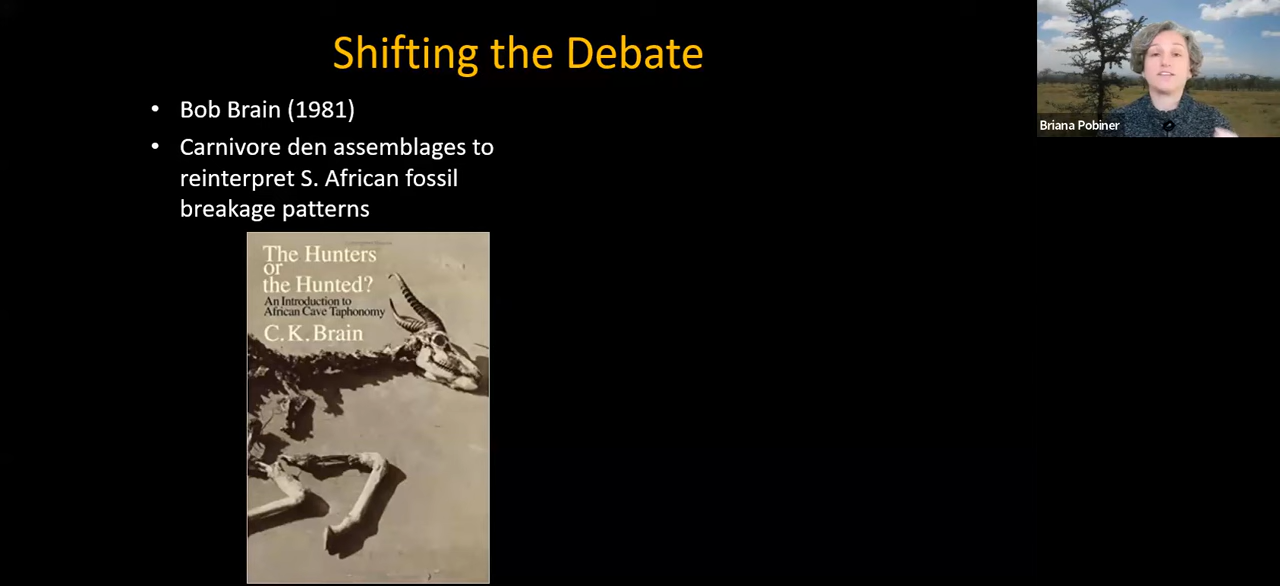 Shifting the Debate
• Bob Brain (1981)
• Carnivore den assemblages to
reinterpret S. African fossil
breakage patterns
The Hunters
or
the Hunted?
An Introduction to
African Cave Taphonomy
C.K. Brain
Briana Pobiner